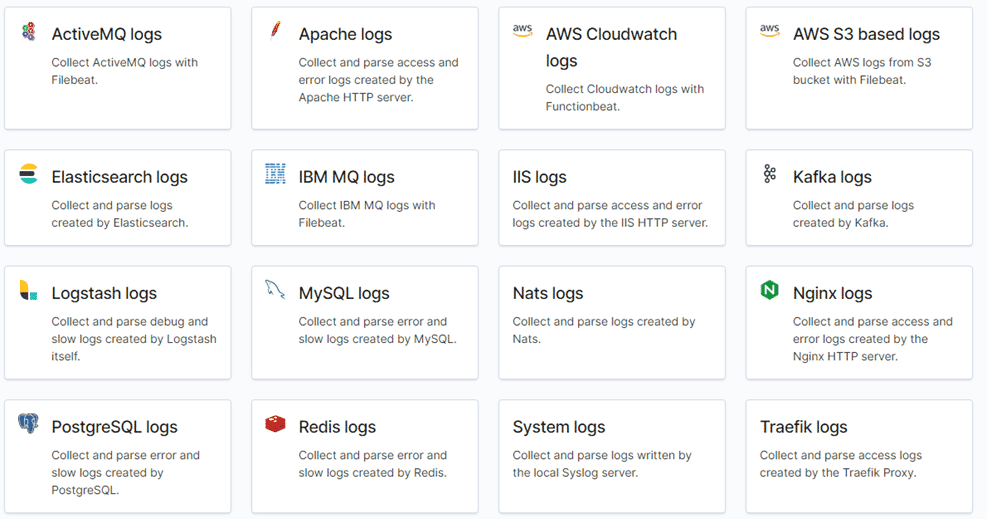 ActiveMQ logs
Collect ActiveMQ logs with
Filebeat.
Apache logs
Collect and parse access and
error logs created by the
Apache HTTP server.
aws
AWS Cloudwatch
logs
Collect Cloudwatch logs with
Functionbeat.
aws
AWS S3 based logs
Collect AWS logs from S3
bucket with Filebeat.
Elasticsearch logs
Collect and parse logs
created by Elasticsearch.
IBM
IBM MQ logs
Collect IBM MQ logs with
Filebeat.
IIS logs
Collect and parse access and error
logs created by the IIS HTTP server.
Kafka logs
Collect and parse logs
created by Kafka.
Logstash logs
Collect and parse debug and
slow logs created by Logstash
itself.
MySQL logs
Collect and parse error and
slow logs created by MySQL.
Nats logs
Collect and parse logs created by
Nats.
N
Nginx logs
Collect and parse access and
error logs created by the
Nginx HTTP server.
PostgreSQL logs
Collect and parse error and
slow logs created by
PostgreSQL.
Redis logs
Collect and parse error and
slow logs created by Redis.
System logs
Collect and parse logs written by
the local Syslog server.
Traefik logs
Collect and parse access logs
created by the Traefik Proxy.